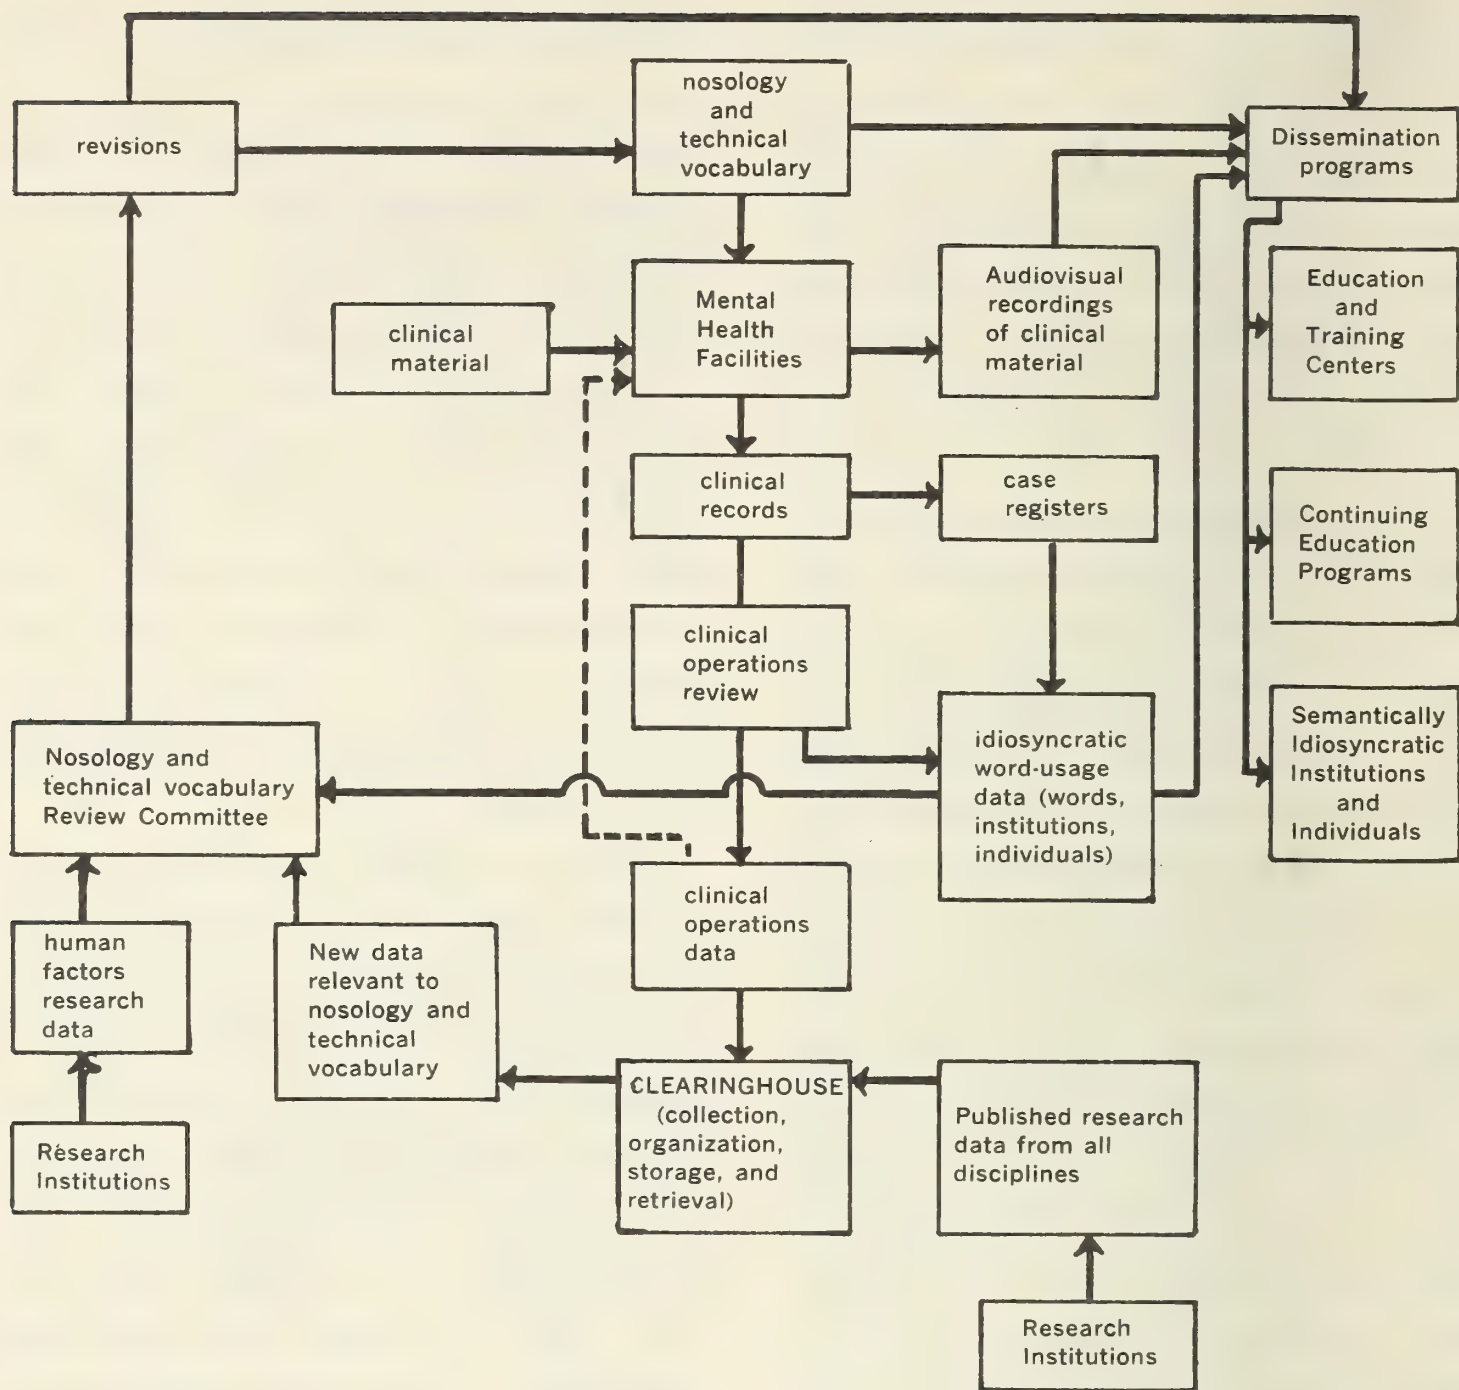 revisions
nosology
and
technical
vocabulary
Dissemination
programs
clinical
material
Mental
Health
Facilities
Audiovisual
recordings
of clinical
material
Education
and
Training
Centers
clinical
records
case
registers
Continuing
Education
Programs
clinical
operations
review
Nosology and
technical vocabulary
Review Committee
idiosyncratic
word-usage
data (words,
institutions,
individuals)
Semantically
Idiosyncratic
Institutions
and
Individuals
human
factors
research
data
New data
relevant to
nosology and
technical
vocabulary
clinical
operations
data
Research
Institutions
CLEARINGHOUSE
(collection,
organization,
storage, and
retrieval)
Published research
data from all
disciplines
Research
Institutions